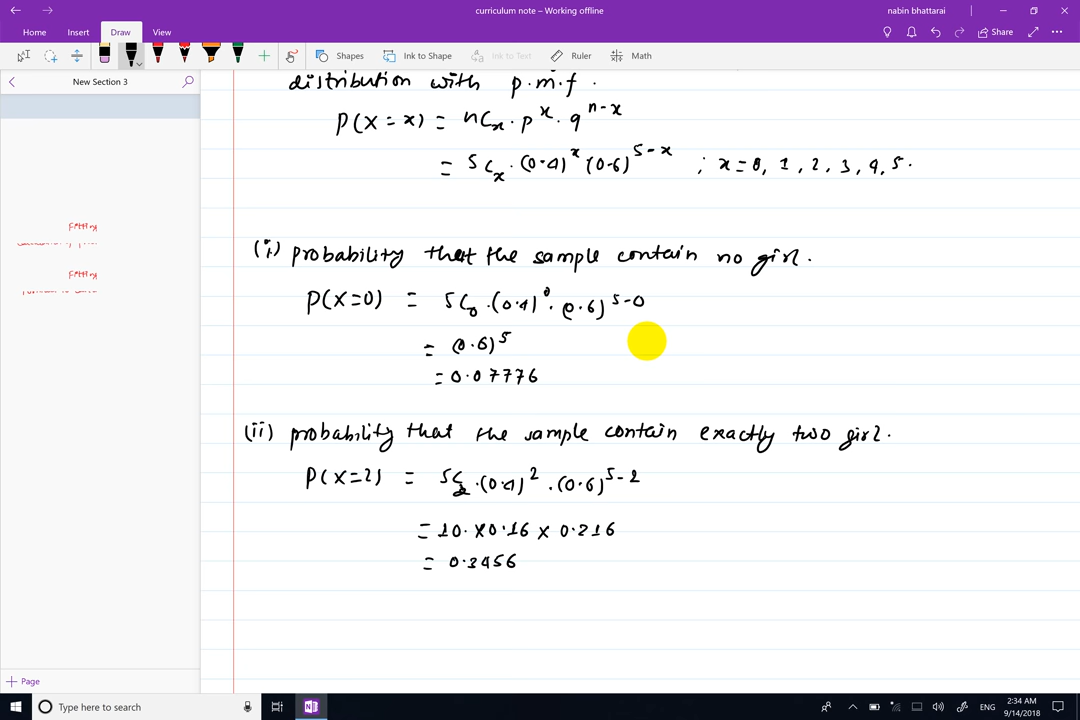 curriculum note – Working offline
nabin bhattarai
Home Insert Draw View
Share
Shapes Ink to Shape Ink to Text Ruler Math
New Section 3
Fitting
Fitting
distribution with p.m.f.
P(X = x) = nCx · p^x · q^n-x
= 5Cx · (0.4)^x (0.6)^5-x ; x = 0, 1, 2, 3, 4, 5.
(i) probability that the sample contain no girl.
P(X=0) = 5C0 · (0.4)^0 · (0.6)^5-0
= (0.6)^5
= 0.07776
(ii) probability that the sample contain exactly two girl.
P(X=2) = 5C2 · (0.4)^2 · (0.6)^5-2
= 10 · × 0.16 × 0.216
= 0.3456
+ Page
Type here to search
ENG
2:34 AM
9/14/2018